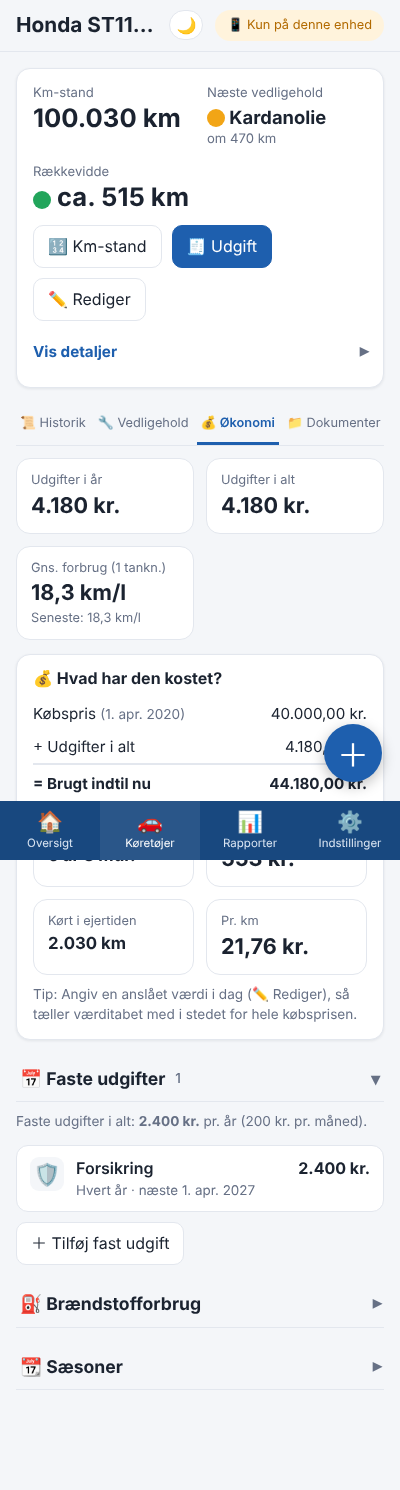 Honda ST11...
Kun på denne enhed
Km-stand
100.030 km
Næste vedligehold
Kardanolie
om 470 km
Rækkevidde
ca. 515 km
Km-stand
Udgift
Rediger
Vis detaljer
Historik
Vedligehold
Økonomi
Dokumenter
Udgifter i år
4.180 kr.
Udgifter i alt
4.180 kr.
Gns. forbrug (1 tankn.)
18,3 km/l
Seneste: 18,3 km/l
Hvad har den kostet?
Købspris (1. apr. 2020)
40.000,00 kr.
+ Udgifter i alt
4.180,
= Brugt indtil nu
44.180,00 kr.
Oversigt
Køretøjer
Rapporter
Indstillinger
Kørt i ejertiden
2.030 km
Pr. km
21,76 kr.
Tip: Angiv en anslået værdi i dag (✏️ Rediger), så
tæller værditabet med i stedet for hele købsprisen.
Faste udgifter 1
Faste udgifter i alt: 2.400 kr. pr. år (200 kr. pr. måned).
Forsikring
2.400 kr.
Hvert år · næste 1. apr. 2027
+ Tilføj fast udgift
Brændstofforbrug
Sæsoner